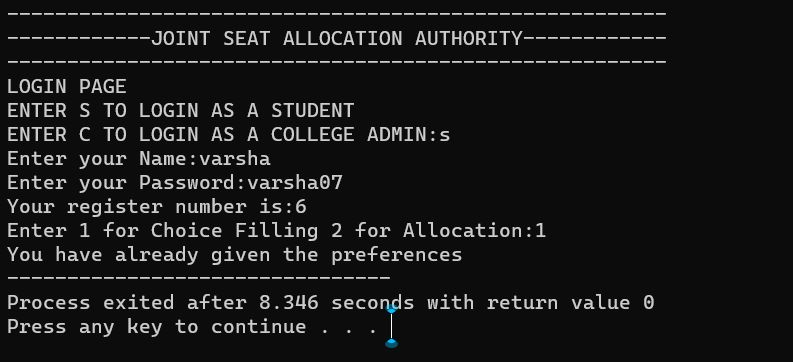 -------------------------------------------------------
------------JOINT SEAT ALLOCATION AUTHORITY------------
-------------------------------------------------------
LOGIN PAGE
ENTER S TO LOGIN AS A STUDENT
ENTER C TO LOGIN AS A COLLEGE ADMIN:s
Enter your Name:varsha
Enter your Password:varsha07
Your register number is:6
Enter 1 for Choice Filling 2 for Allocation:1
You have already given the preferences
--------------------------------
Process exited after 8.346 seconds with return value 0
Press any key to continue . . .